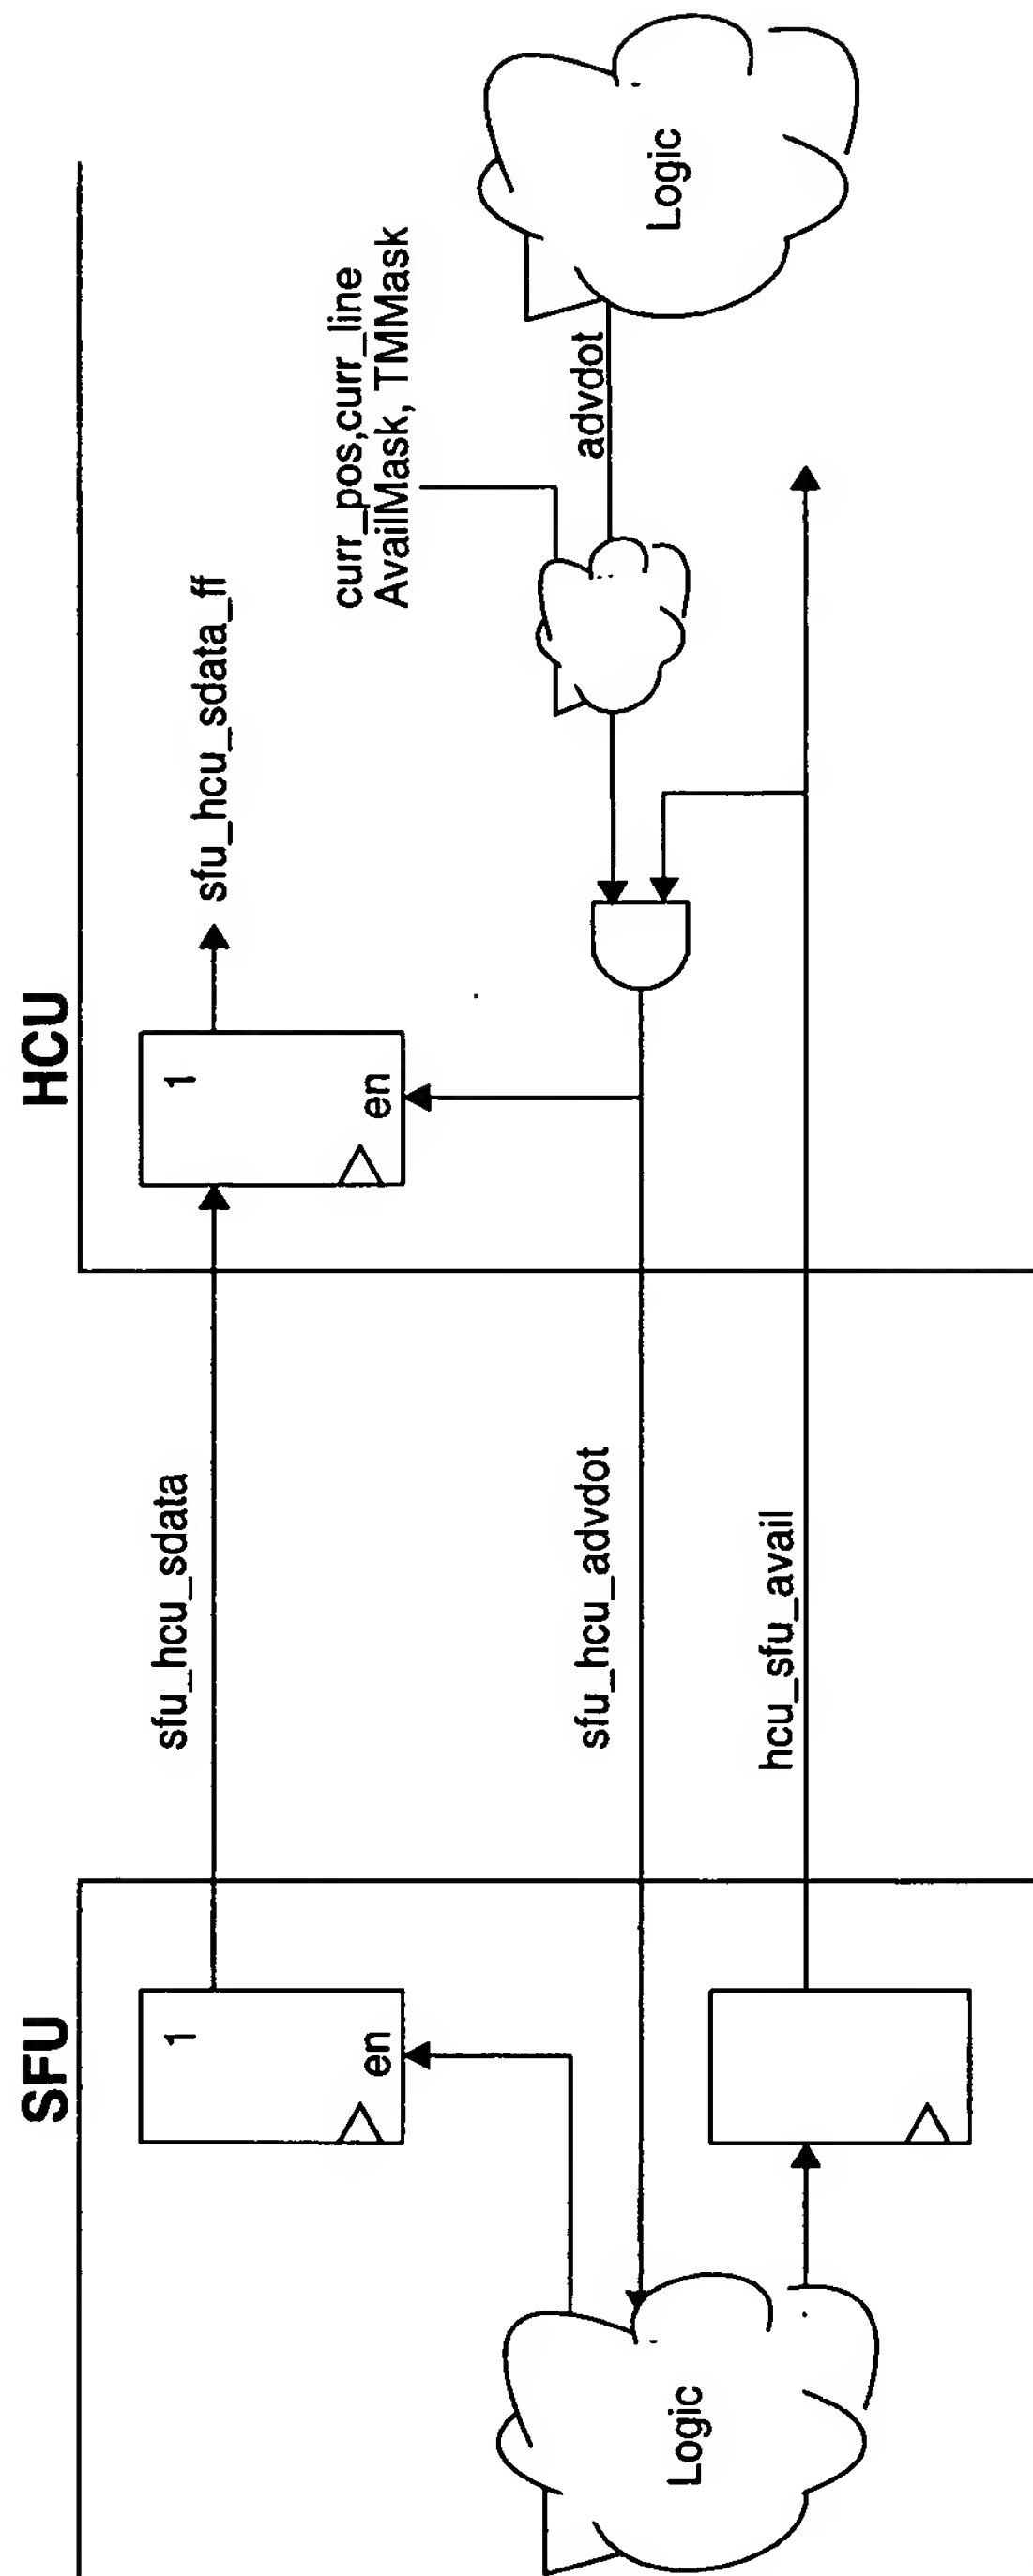 SFU
HCU
1
en
sfu_hcu_sdata
1
en
sfu_hcu_sdata_ff
curr_pos,curr_line
AvailMask, TMMask
sfu_hcu_advdot
advdot
Logic
Logic
hcu_sfu_avail